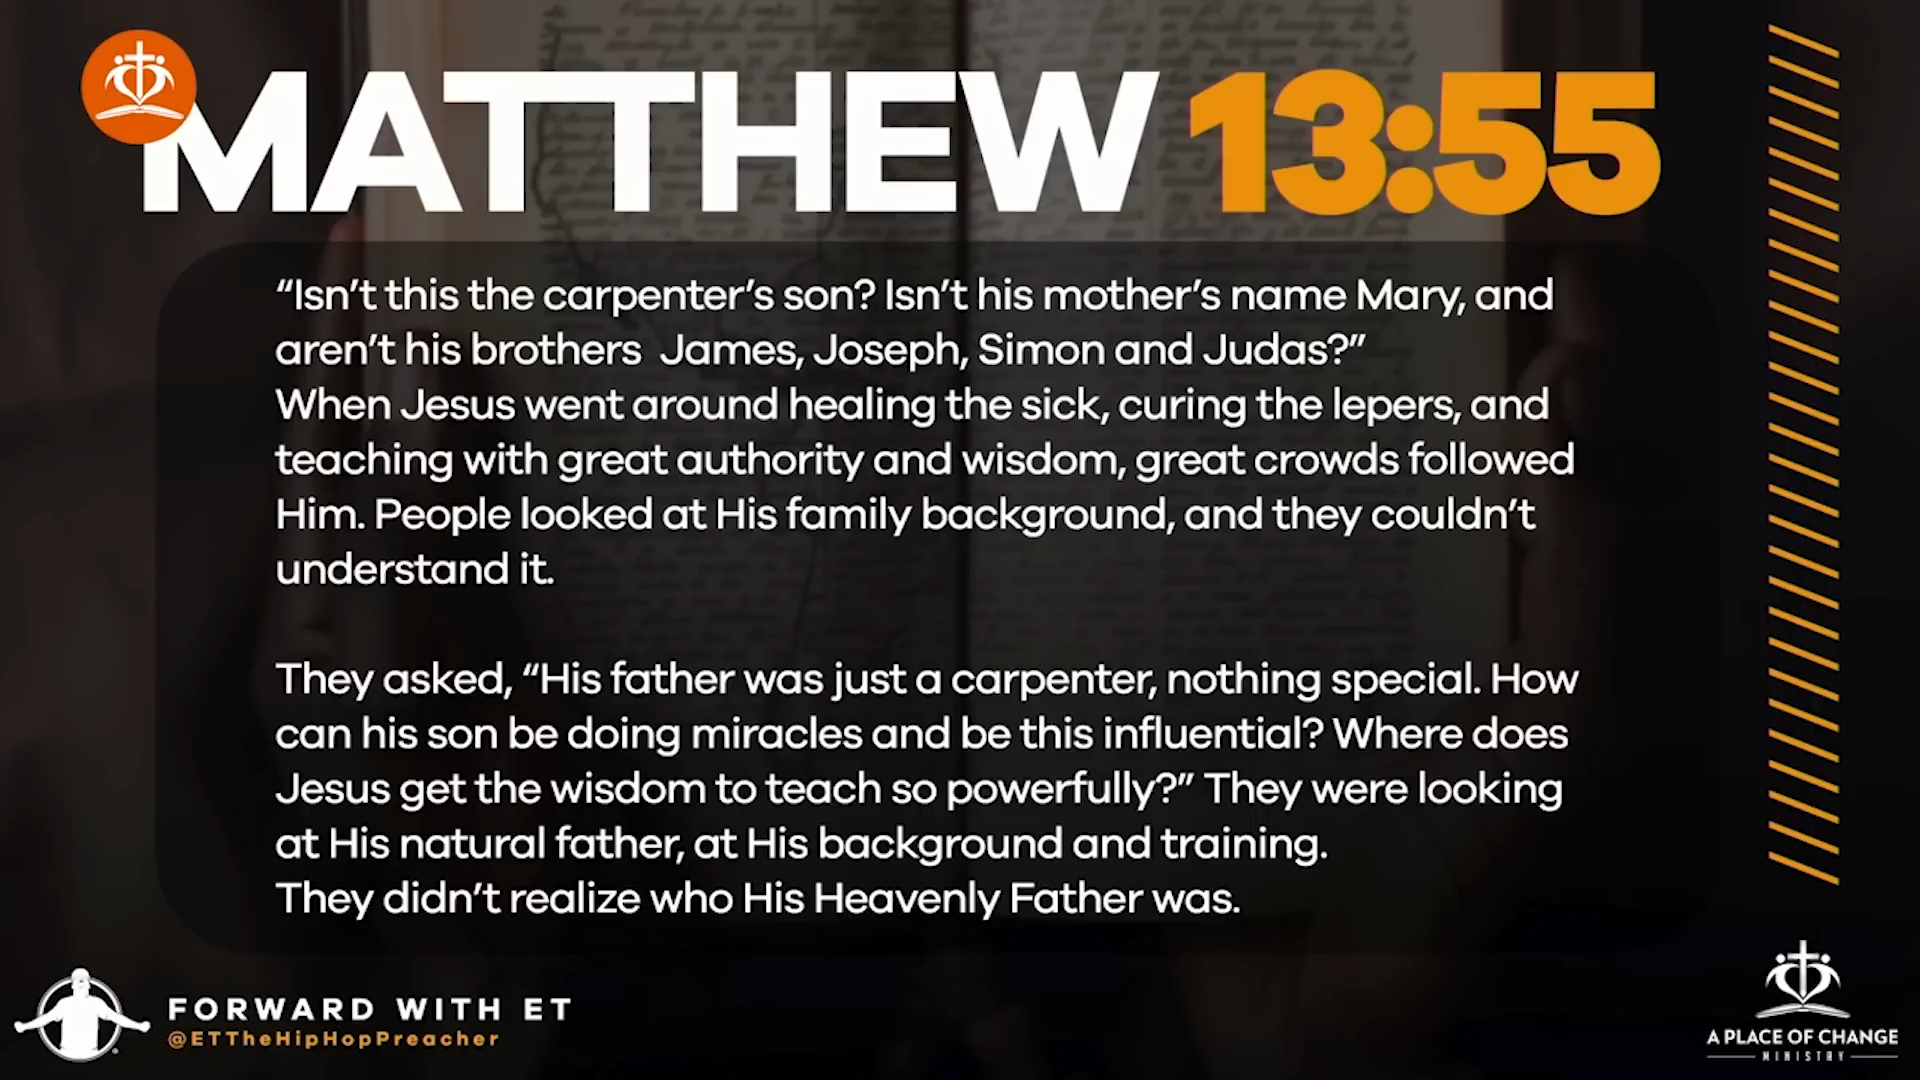 MATTHEW 13:55
“Isn’t this the carpenter’s son? Isn’t his mother’s name Mary, and
aren’t his brothers  James, Joseph, Simon and Judas?”
When Jesus went around healing the sick, curing the lepers, and
teaching with great authority and wisdom, great crowds followed
Him. People looked at His family background, and they couldn’t
understand it.
They asked, “His father was just a carpenter, nothing special. How
can his son be doing miracles and be this influential? Where does
Jesus get the wisdom to teach so powerfully?” They were looking
at His natural father, at His background and training.
They didn’t realize who His Heavenly Father was.
FORWARD WITH ET
@ETTheHipHopPreacher
A PLACE OF CHANGE
MINISTRY